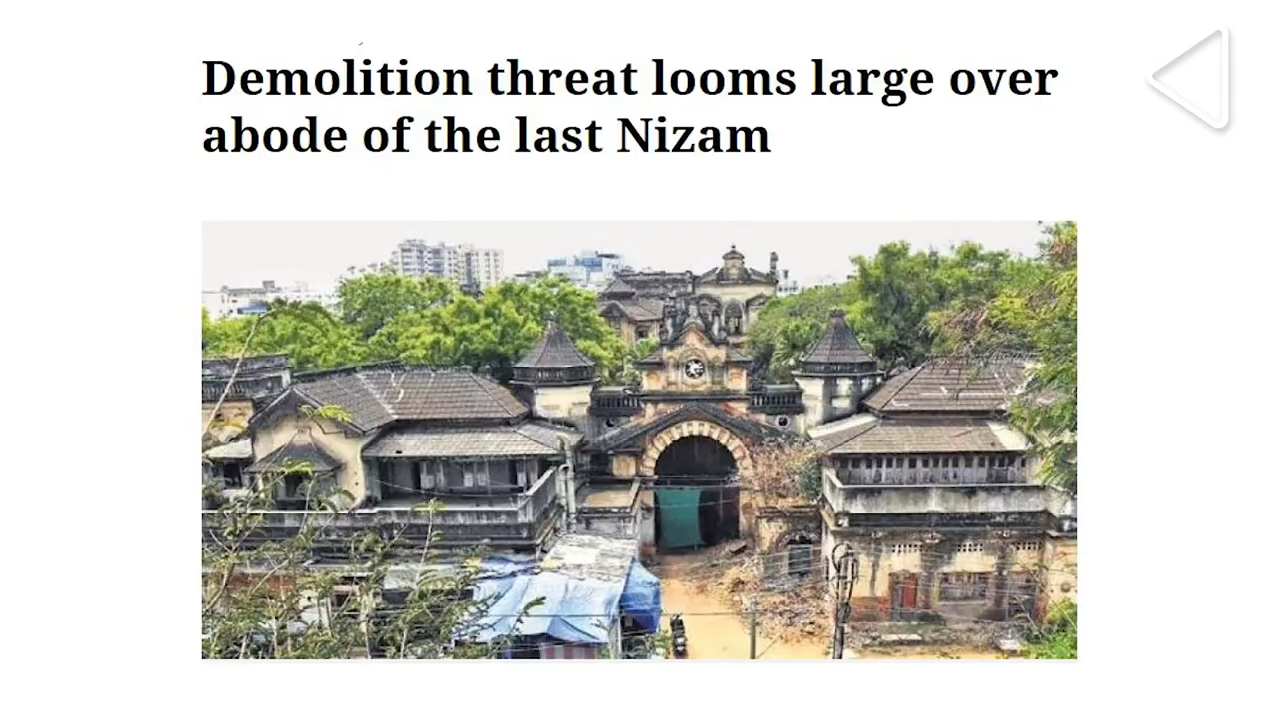 Demolition threat looms large over
abode of the last Nizam